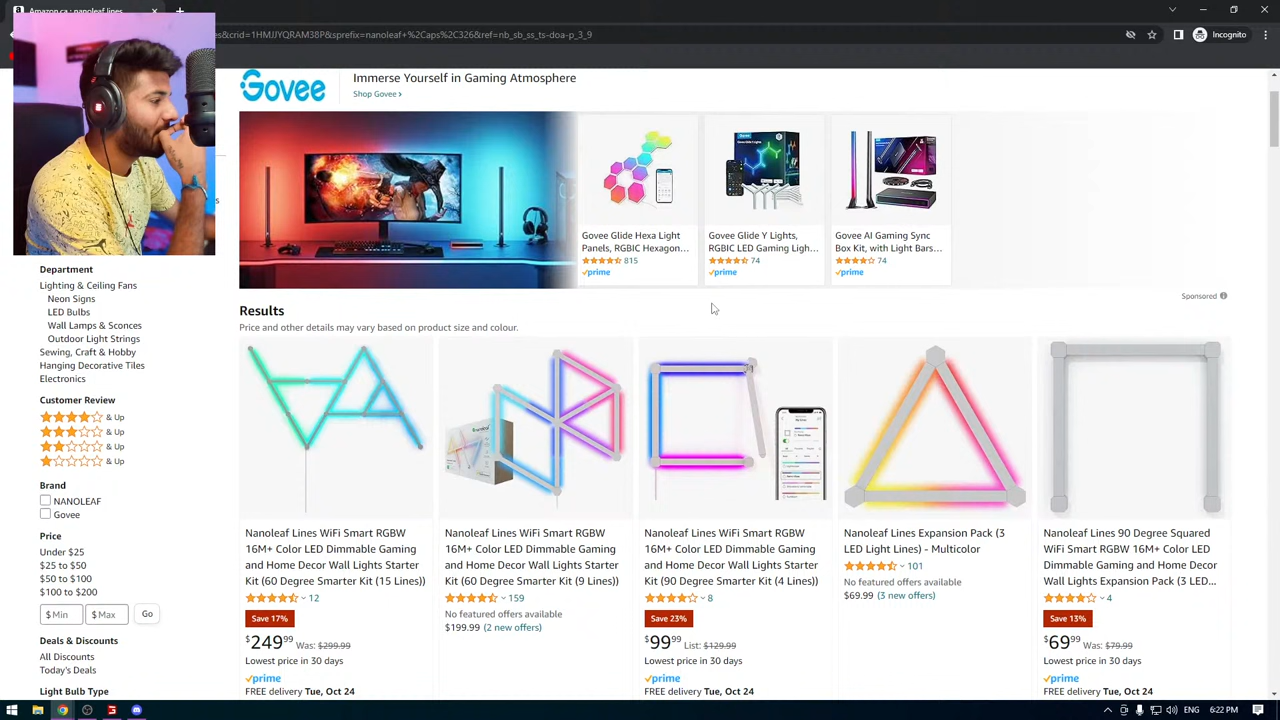 Amazon.ca : nanoleaf lines
es&crid=1HMJJYQRAM38P&sprefix=nanoleaf +%2Caps%2C326&ref=nb_sb_ss_ts-doa-p_3_9
Incognito
Govee
Immerse Yourself in Gaming Atmosphere
Shop Govee ›
Govee Glide Hexa Light
Panels, RGBIC Hexagon...
815
prime
Govee Glide Y Lights,
RGBIC LED Gaming Ligh...
74
prime
Govee AI Gaming Sync
Box Kit, with Light Bars...
74
prime
Sponsored
Department
Lighting & Ceiling Fans
Neon Signs
LED Bulbs
Wall Lamps & Sconces
Outdoor Light Strings
Sewing, Craft & Hobby
Hanging Decorative Tiles
Electronics
Customer Review
& Up
& Up
& Up
& Up
Brand
NANOLEAF
Govee
Price
Under $25
$25 to $50
$50 to $100
$100 to $200
$ Min $ Max Go
Deals & Discounts
All Discounts
Today's Deals
Light Bulb Type
Results
Price and other details may vary based on product size and colour.
Nanoleaf Lines WiFi Smart RGBW
16M+ Color LED Dimmable Gaming
and Home Decor Wall Lights Starter
Kit (60 Degree Smarter Kit (15 Lines))
12
Save 17%
$249.99 Was: $299.99
Lowest price in 30 days
prime
FREE delivery Tue, Oct 24
Nanoleaf Lines WiFi Smart RGBW
16M+ Color LED Dimmable Gaming
and Home Decor Wall Lights Starter
Kit (60 Degree Smarter Kit (9 Lines))
159
No featured offers available
$199.99 (2 new offers)
Nanoleaf Lines WiFi Smart RGBW
16M+ Color LED Dimmable Gaming
and Home Decor Wall Lights Starter
Kit (90 Degree Smarter Kit (4 Lines))
8
Save 23%
$99.99 List: $129.99
Lowest price in 30 days
prime
FREE delivery Tue, Oct 24
Nanoleaf Lines Expansion Pack (3
LED Light Lines) - Multicolor
101
No featured offers available
$69.99 (3 new offers)
Nanoleaf Lines 90 Degree Squared
WiFi Smart RGBW 16M+ Color LED
Dimmable Gaming and Home Decor
Wall Lights Expansion Pack (3 LED...
4
Save 13%
$69.99 Was: $79.99
Lowest price in 30 days
prime
FREE delivery Tue, Oct 24
ENG 6:22 PM